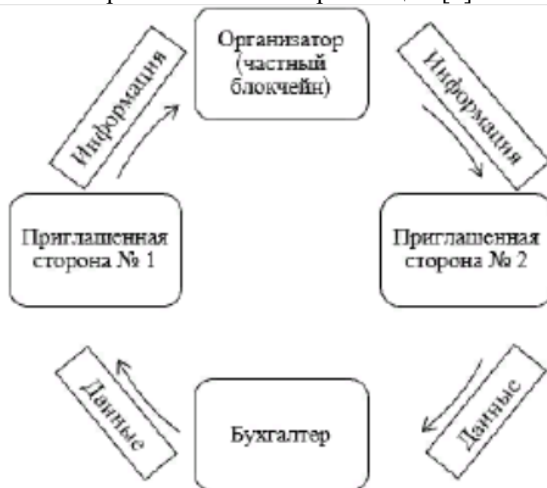 Организатор
(частный
блокчейн)
Информация
Информация
Приглашенная
сторона № 1
Приглашенная
сторона № 2
Данные
Бухгалтер
Данные